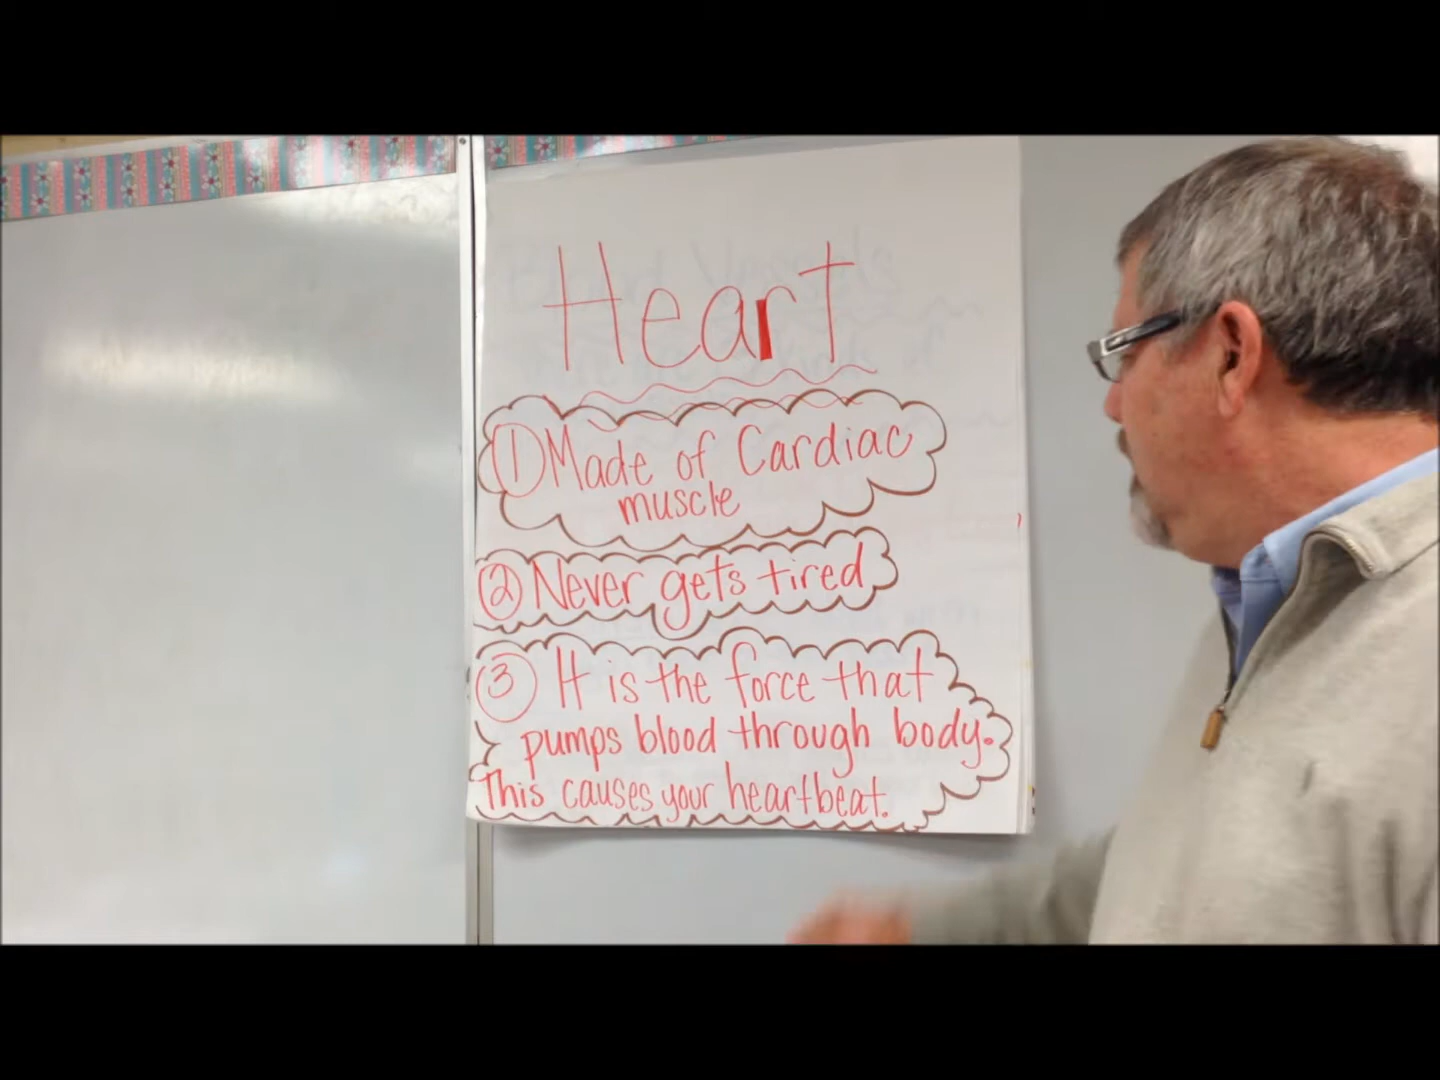 Heart
① Made of Cardiac
muscle
② Never gets tired
③ It is the force that
pumps blood through body.
This causes your heartbeat.